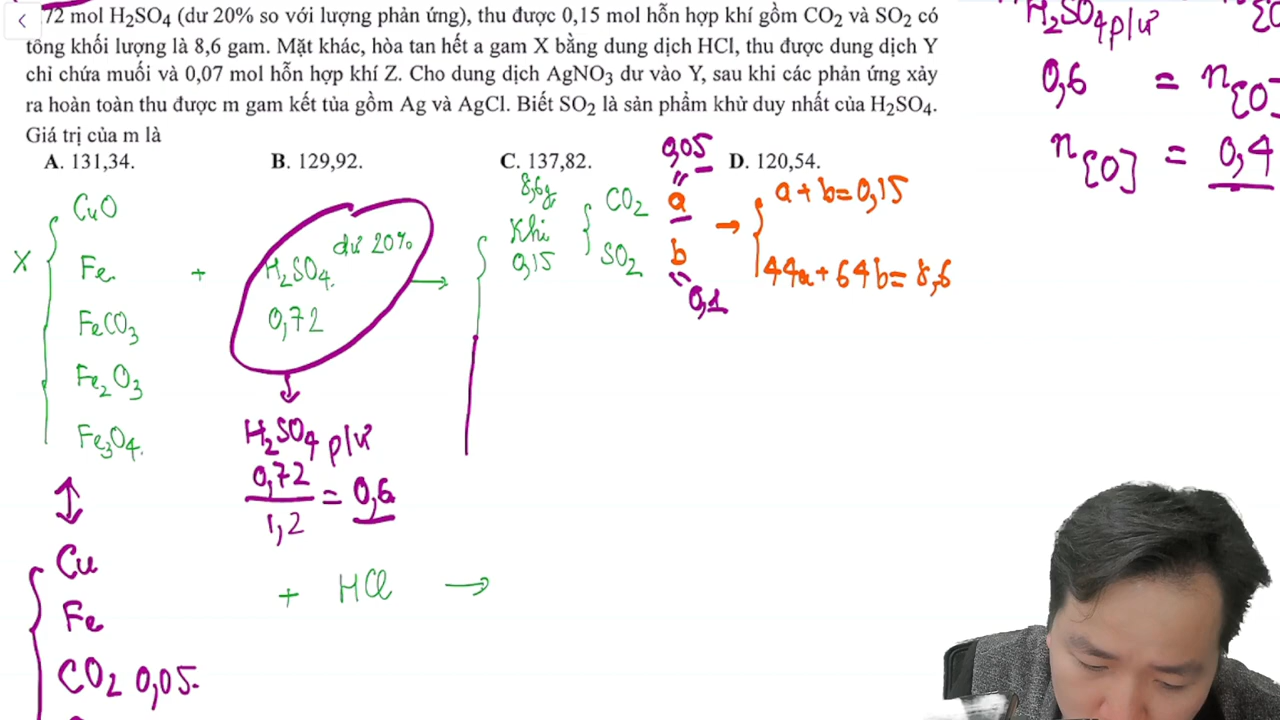 72 mol H₂SO₄ (dư 20% so với lượng phản ứng), thu được 0,15 mol hỗn hợp khí gồm CO₂ và SO₂ có
tổng khối lượng là 8,6 gam. Mặt khác, hòa tan hết a gam X bằng dung dịch HCl, thu được dung dịch Y
chỉ chứa muối và 0,07 mol hỗn hợp khí Z. Cho dung dịch AgNO₃ dư vào Y, sau khi các phản ứng xảy
ra hoàn toàn thu được m gam kết tủa gồm Ag và AgCl. Biết SO₂ là sản phẩm khử duy nhất của H₂SO₄.
Giá trị của m là
A. 131,34. B. 129,92. C. 137,82. D. 120,54.
H₂SO₄ p/ư
0,6 = n[O]
n[O] = 0,4
X
CuO
Fe
FeCO₃
Fe₂O₃
Fe₃O₄
+
H₂SO₄ dư 20%
0,72
→
8,6g
Khí
0,15
CO₂ a = 0,05
SO₂ b = 0,1
→ a + b = 0,15
44a + 64b = 8,6
H₂SO₄ p/ư
0,72 / 1,2 = 0,6
Cu
Fe
CO₂ 0,05
+ HCl →